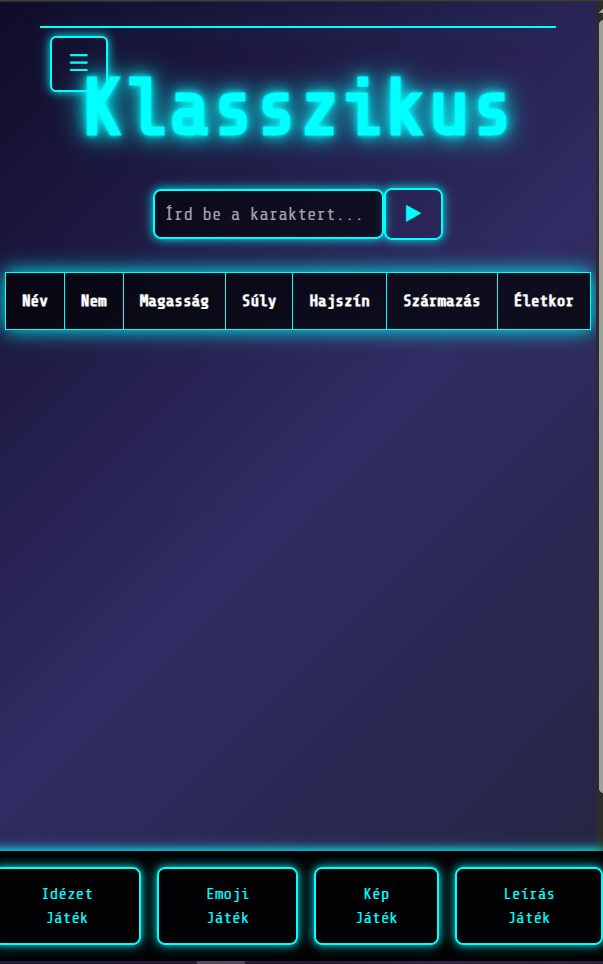 ☰
Klasszikus
Írd be a karaktert...
Név Nem Magasság Súly Hajszín Származás Életkor
Idézet Játék
Emoji Játék
Kép Játék
Leírás Játék